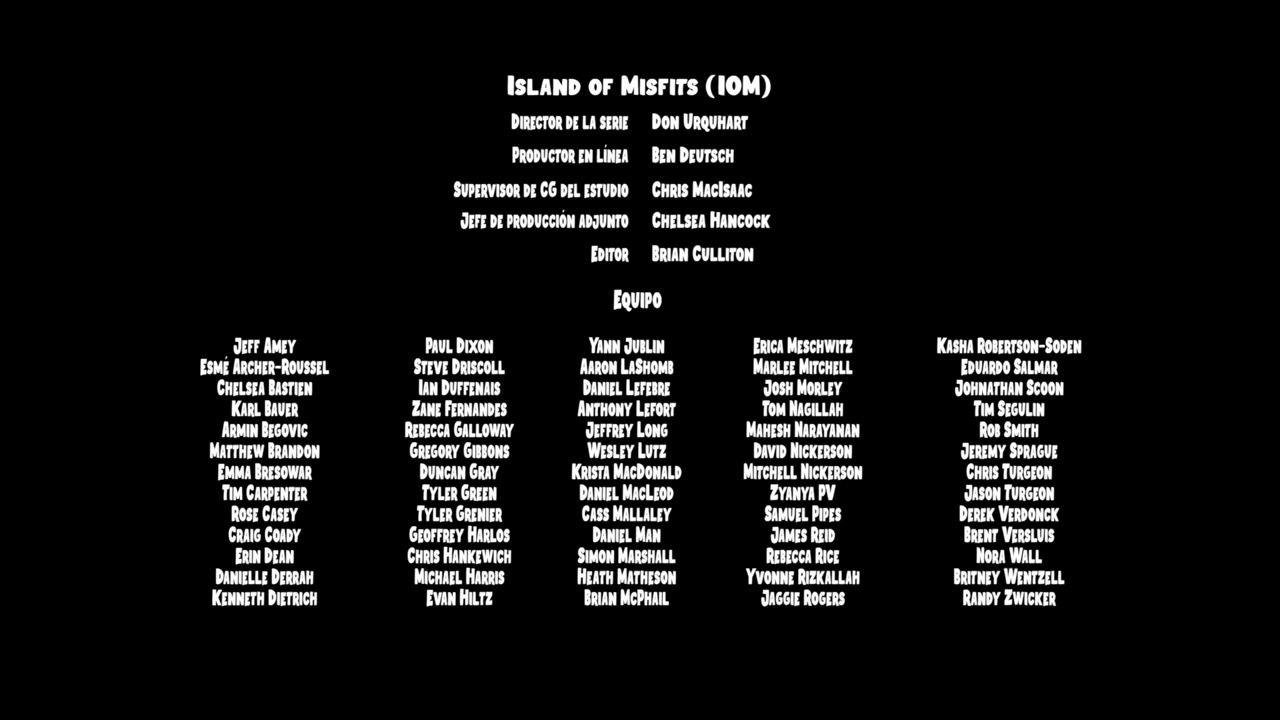 Island of Misfits (IOM)
Director de la serie Don Urquhart
Productor en línea Ben Deutsch
Supervisor de CG del estudio Chris MacIsaac
Jefe de producción adjunto Chelsea Hancock
Editor Brian Culliton
Equipo
Jeff Amey Paul Dixon Yann Jublin Erica Meschwitz Kasha Robertson-Soden
Esmé Archer-Roussel Steve Driscoll Aaron LaShomb Marlee Mitchell Eduardo Salmar
Chelsea Bastien Ian Duffenais Daniel Lefebre Josh Morley Johnathan Scoon
Karl Bauer Zane Fernandes Anthony Lefort Tom Nagillah Tim Segulin
Armin Begovic Rebecca Galloway Jeffrey Long Mahesh Narayanan Rob Smith
Matthew Brandon Gregory Gibbons Wesley Lutz David Nickerson Jeremy Sprague
Emma Bresowar Duncan Gray Krista MacDonald Mitchell Nickerson Chris Turgeon
Tim Carpenter Tyler Green Daniel MacLeod Zyanya PV Jason Turgeon
Rose Casey Tyler Grenier Cass Mallaley Samuel Pipes Derek Verdonck
Craig Coady Geoffrey Harlos Daniel Man James Reid Brent Versluis
Erin Dean Chris Hankewich Simon Marshall Rebecca Rice Nora Wall
Danielle Derrah Michael Harris Heath Matheson Yvonne Rizkallah Britney Wentzell
Kenneth Dietrich Evan Hiltz Brian McPhail Jaggie Rogers Randy Zwicker